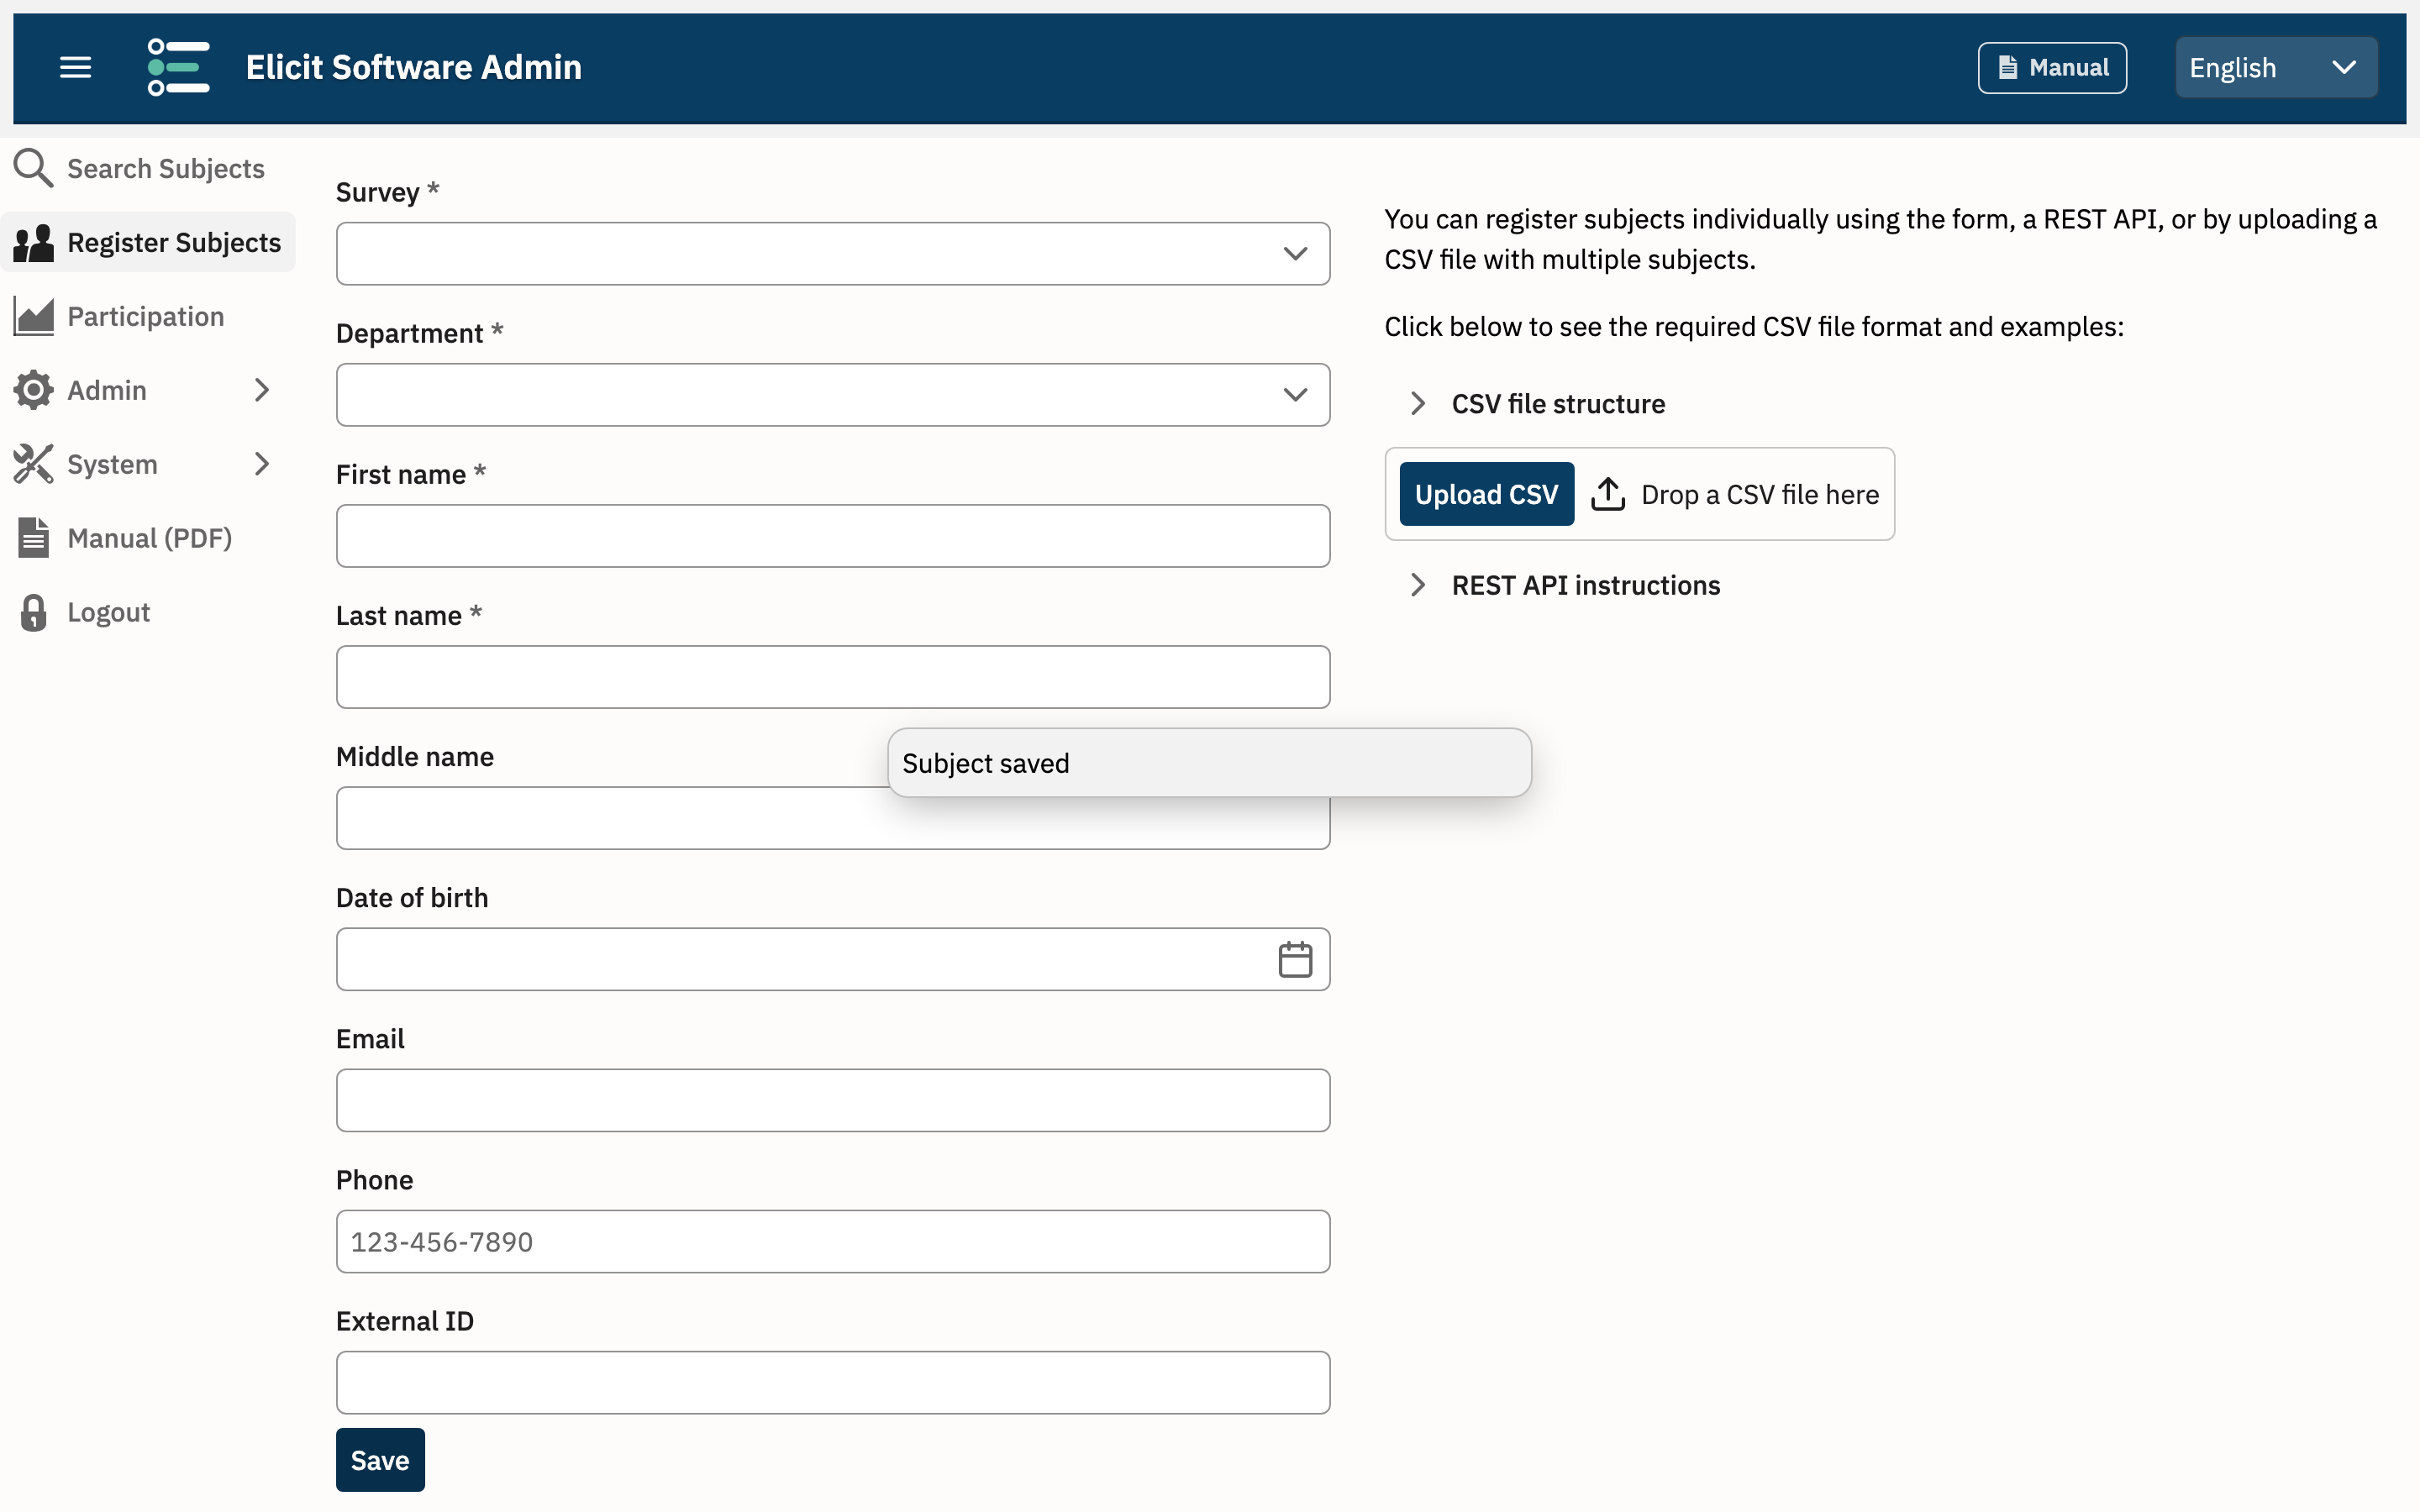 Elicit Software Admin
Manual
English
Search Subjects
Register Subjects
Participation
Admin
System
Manual (PDF)
Logout
Survey *
Department *
First name *
Last name *
Middle name
Date of birth
Email
Phone
123-456-7890
External ID
Save
You can register subjects individually using the form, a REST API, or by uploading a
CSV file with multiple subjects.
Click below to see the required CSV file format and examples:
CSV file structure
Upload CSV
Drop a CSV file here
REST API instructions
Subject saved